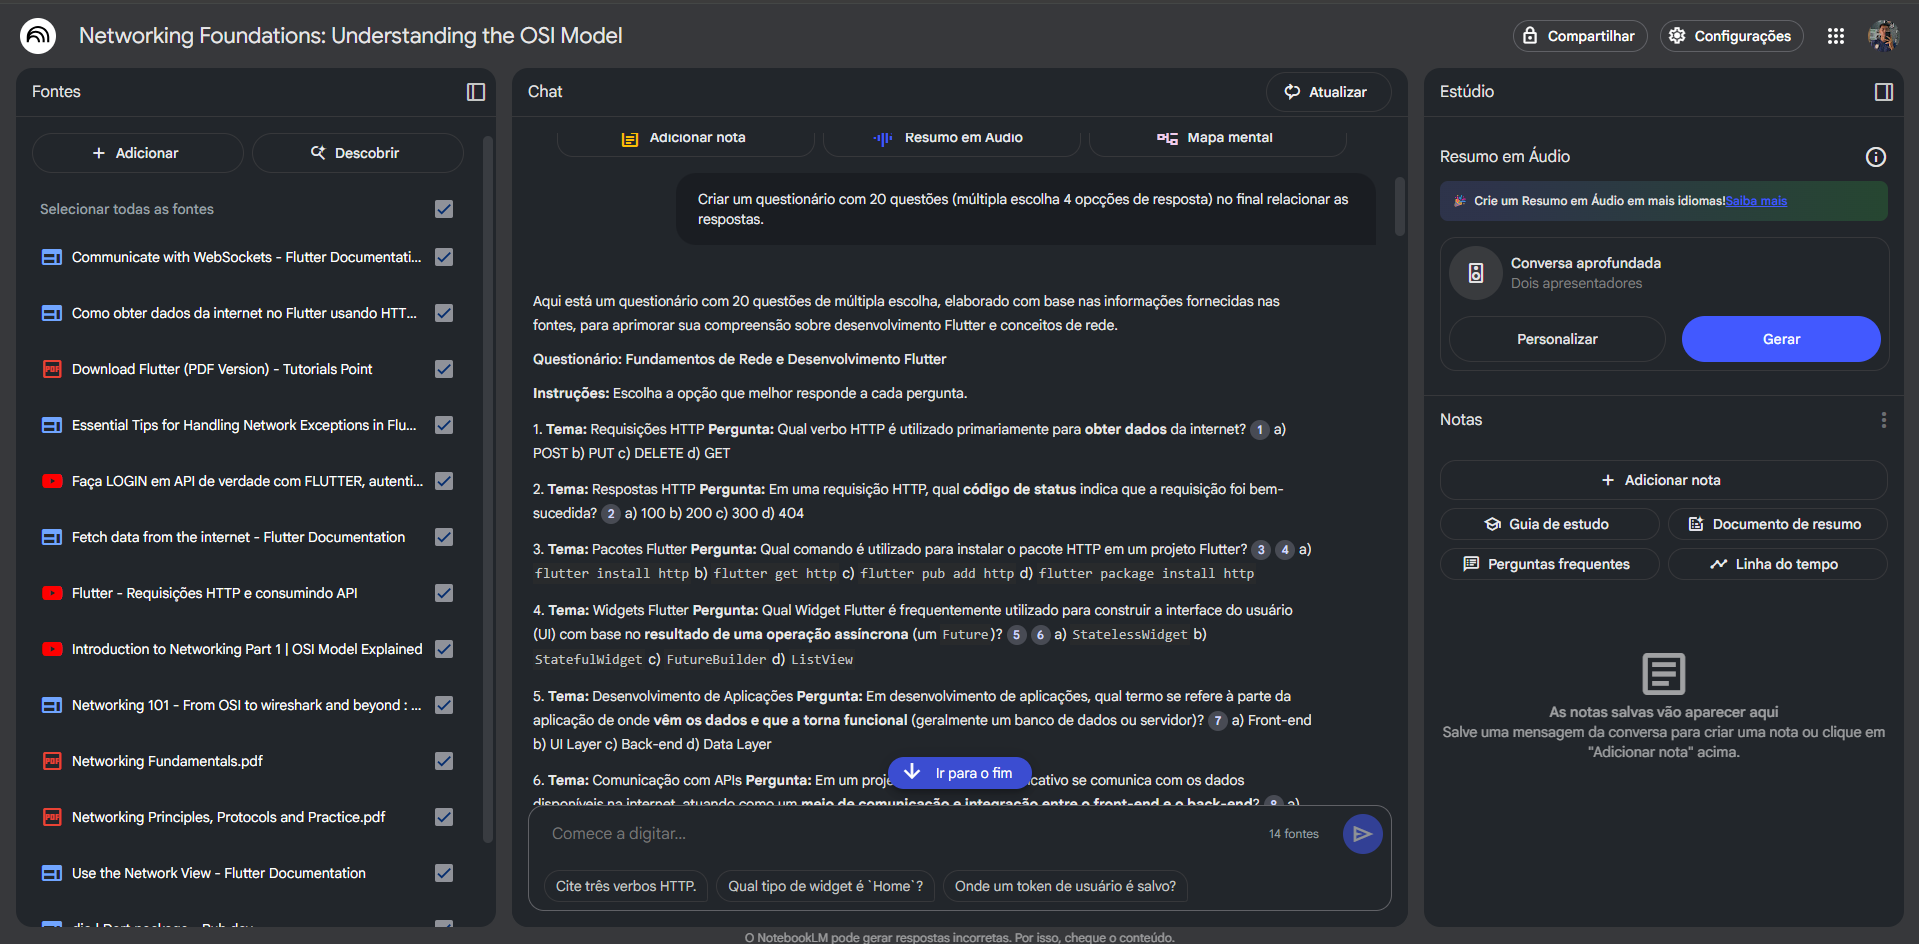 Networking Foundations: Understanding the OSI Model
Compartilhar
Configurações
Fontes
Adicionar
Descobrir
Selecionar todas as fontes
Communicate with WebSockets - Flutter Documentati...
Como obter dados da internet no Flutter usando HTT...
PDF Download Flutter (PDF Version) - Tutorials Point
Essential Tips for Handling Network Exceptions in Flu...
Faça LOGIN em API de verdade com FLUTTER, autenti...
Fetch data from the internet - Flutter Documentation
Flutter - Requisições HTTP e consumindo API
Introduction to Networking Part 1 | OSI Model Explained
Networking 101 - From OSI to wireshark and beyond : ...
PDF Networking Fundamentals.pdf
PDF Networking Principles, Protocols and Practice.pdf
Use the Network View - Flutter Documentation
Chat
Atualizar
Adicionar nota
Resumo em Áudio
Mapa mental
Criar um questionário com 20 questões (múltipla escolha 4 opcções de resposta) no final relacionar as
respostas.
Aqui está um questionário com 20 questões de múltipla escolha, elaborado com base nas informações fornecidas nas
fontes, para aprimorar sua compreensão sobre desenvolvimento Flutter e conceitos de rede.
Questionário: Fundamentos de Rede e Desenvolvimento Flutter
Instruções: Escolha a opção que melhor responde a cada pergunta.
1. Tema: Requisições HTTP Pergunta: Qual verbo HTTP é utilizado primariamente para obter dados da internet? 1 a)
POST b) PUT c) DELETE d) GET
2. Tema: Respostas HTTP Pergunta: Em uma requisição HTTP, qual código de status indica que a requisição foi bem-
sucedida? 2 a) 100 b) 200 c) 300 d) 404
3. Tema: Pacotes Flutter Pergunta: Qual comando é utilizado para instalar o pacote HTTP em um projeto Flutter? 3 4 a)
flutter install http b) flutter get http c) flutter pub add http d) flutter package install http
4. Tema: Widgets Flutter Pergunta: Qual Widget Flutter é frequentemente utilizado para construir a interface do usuário
(UI) com base no resultado de uma operação assíncrona (um Future)? 5 6 a) StatelessWidget b)
StatefulWidget c) FutureBuilder d) ListView
5. Tema: Desenvolvimento de Aplicações Pergunta: Em desenvolvimento de aplicações, qual termo se refere à parte da
aplicação de onde vêm os dados e que a torna funcional (geralmente um banco de dados ou servidor)? 7 a) Front-end
b) UI Layer c) Back-end d) Data Layer
6. Tema: Comunicação com APIs Pergunta: Em um proje
icativo se comunica com os dados
disponíveis na internet, atuando como um meio de comunicação e integração entre o front-end e o back-end? 8 a)
Ir para o fim
Comece a digitar...
14 fontes
Cite três verbos HTTP.
Qual tipo de widget é `Home`?
Onde um token de usuário é salvo?
O NotebookLM pode gerar respostas incorretas. Por isso, cheque o conteúdo.
Estúdio
Resumo em Áudio
Crie um Resumo em Áudio em mais idiomas!Saiba mais
Conversa aprofundada
Dois apresentadores
Personalizar
Gerar
Notas
Adicionar nota
Guia de estudo
Documento de resumo
Perguntas frequentes
Linha do tempo
As notas salvas vão aparecer aqui
Salve uma mensagem da conversa para criar uma nota ou clique em
"Adicionar nota" acima.